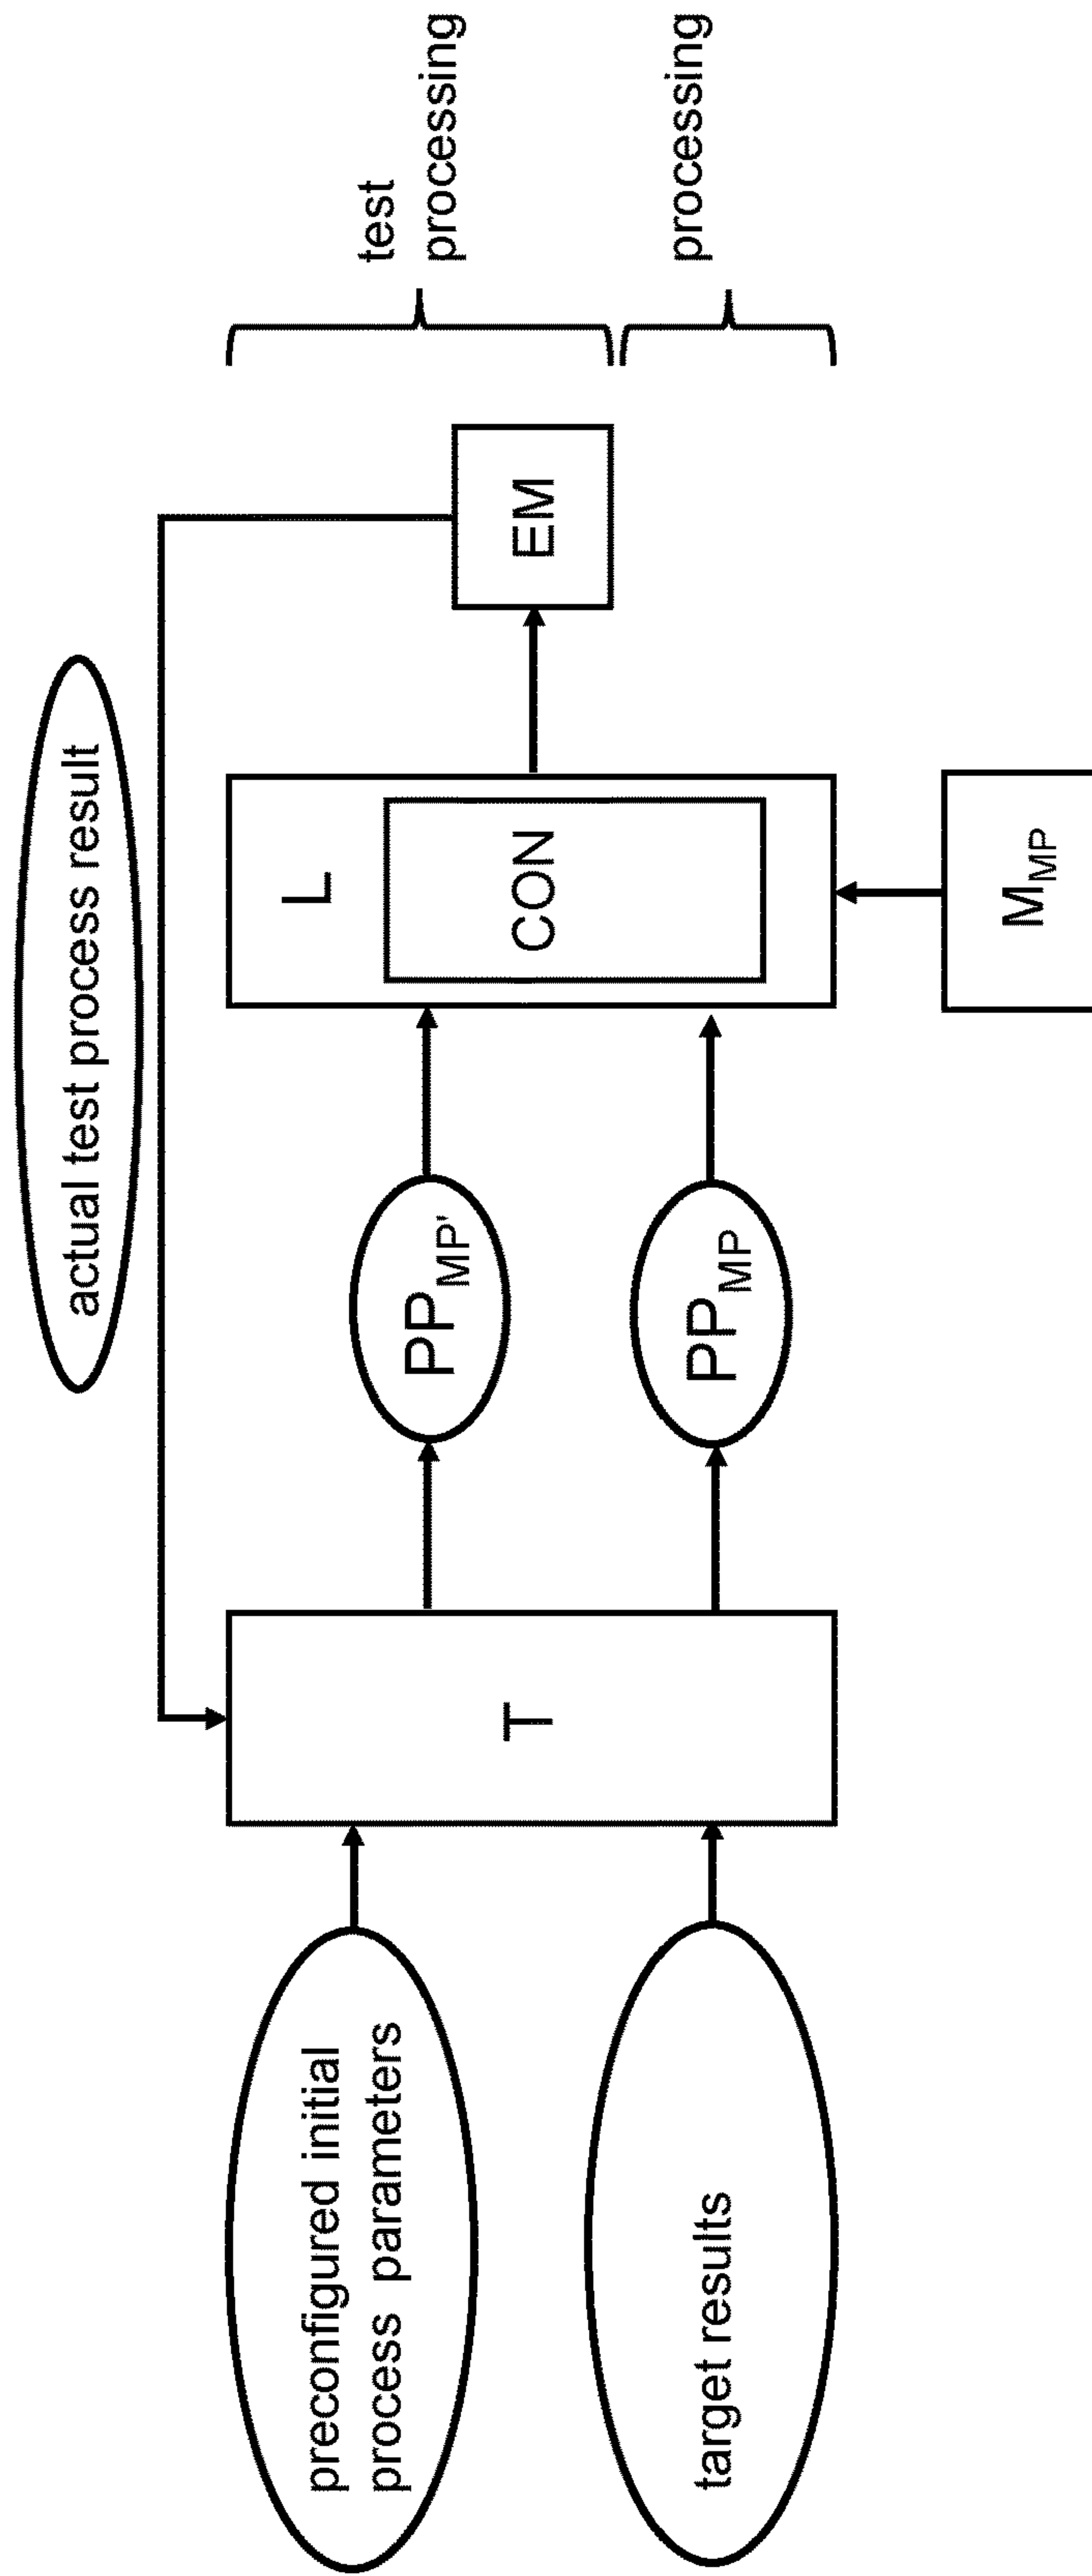 actual test process result
preconfigured initial
process parameters
target results
T
PP_MP'
PP_MP
L
CON
EM
M_MP
test
processing
processing